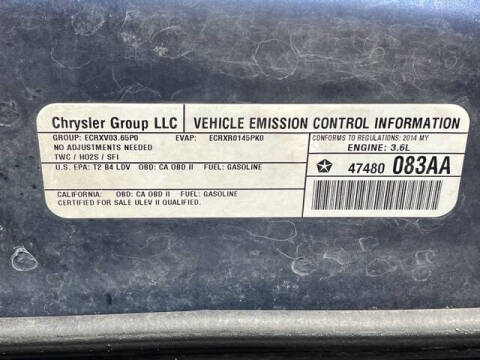 Chrysler Group LLC VEHICLE EMISSION CONTROL INFORMATION
GROUP: ECRXV03.65P0 EVAP: ECRXR0145PK0 CONFORMS TO REGULATIONS: 2014 MY
NO ADJUSTMENTS NEEDED ENGINE: 3.6L
TWC / HO2S / SFI
U.S. EPA: T2 B4 LDV OBD: CA OBD II FUEL: GASOLINE 47480 083AA
CALIFORNIA: OBD: CA OBD II FUEL: GASOLINE
CERTIFIED FOR SALE ULEV II QUALIFIED.